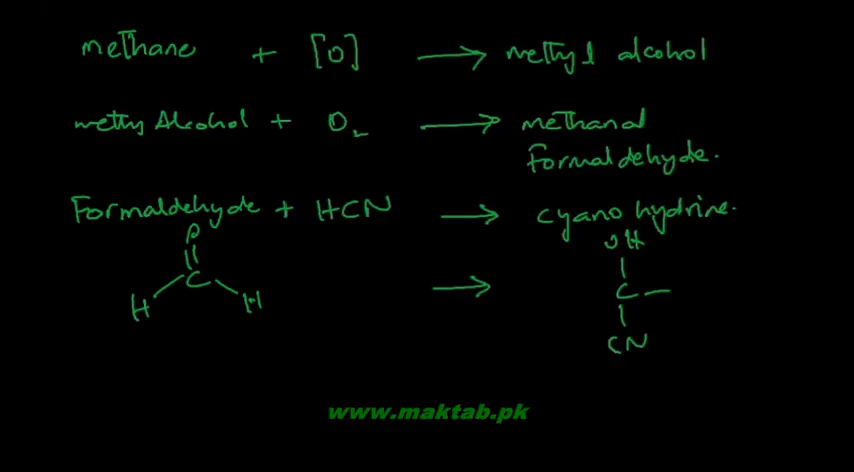 methane + [O] → methyl alcohol
methy Alcohol + O₂ → methanal
Formaldehyde.
Formaldehyde + HCN → cyano hydrine.
O OH
C → C
H H
CN
www.maktab.pk